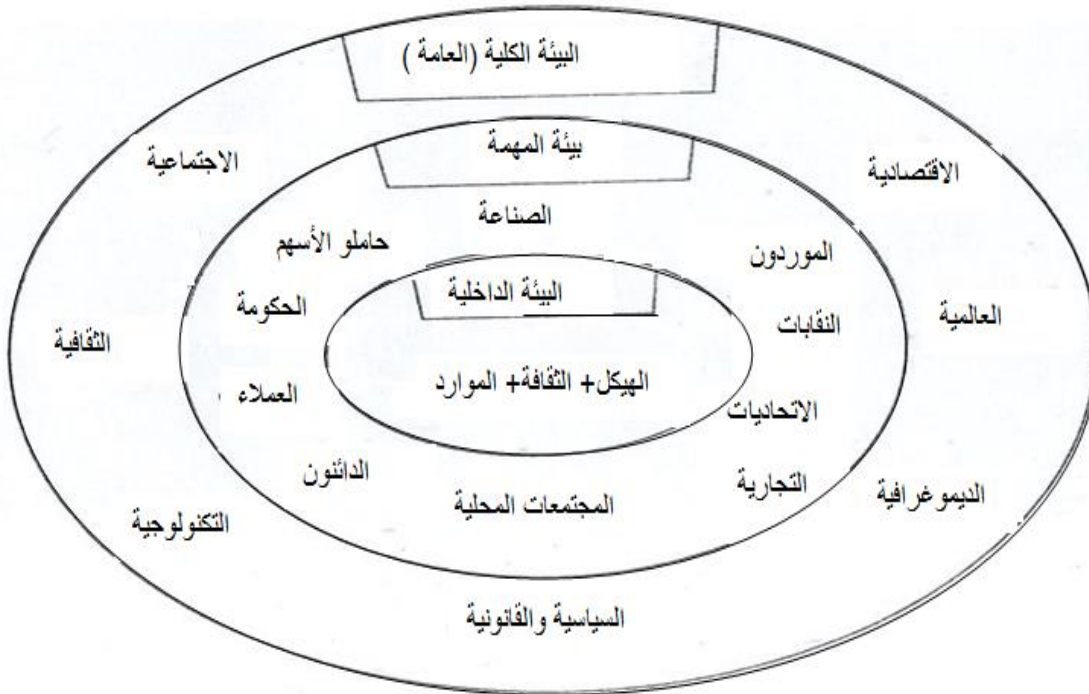 البيئة الكلية (العامة )
بيئة المهمة
الاجتماعية
الاقتصادية
الصناعة
حاملو الأسهم
الموردون
البيئة الداخلية
الحكومة
النقابات
العالمية
الثقافية
الهيكل+ الثقافة+ الموارد
العملاء
الاتحاديات
الدائنون
التجارية
الديموغرافية
المجتمعات المحلية
التكنولوجية
السياسية والقانونية